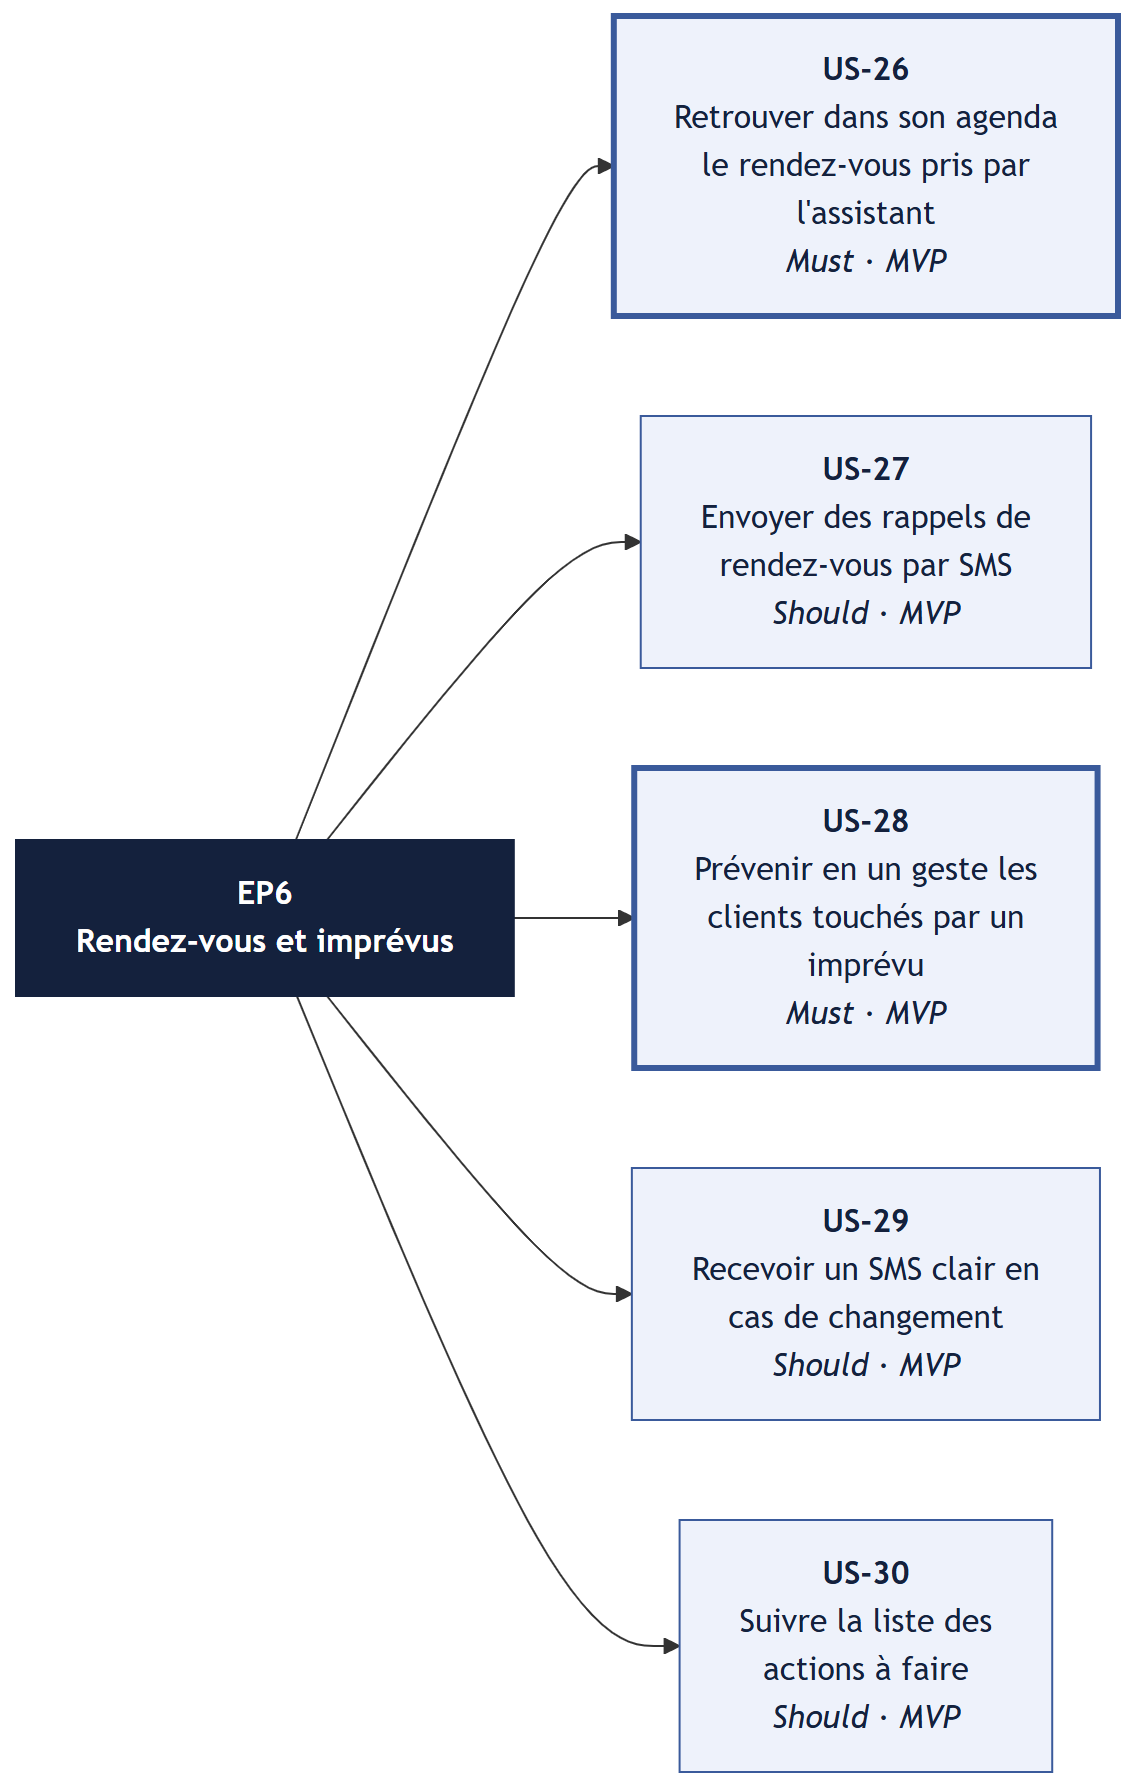 US-26
Retrouver dans son agenda
le rendez-vous pris par
l'assistant
Must · MVP
US-27
Envoyer des rappels de
rendez-vous par SMS
Should · MVP
EP6
Rendez-vous et imprévus
US-28
Prévenir en un geste les
clients touchés par un
imprévu
Must · MVP
US-29
Recevoir un SMS clair en
cas de changement
Should · MVP
US-30
Suivre la liste des
actions à faire
Should · MVP